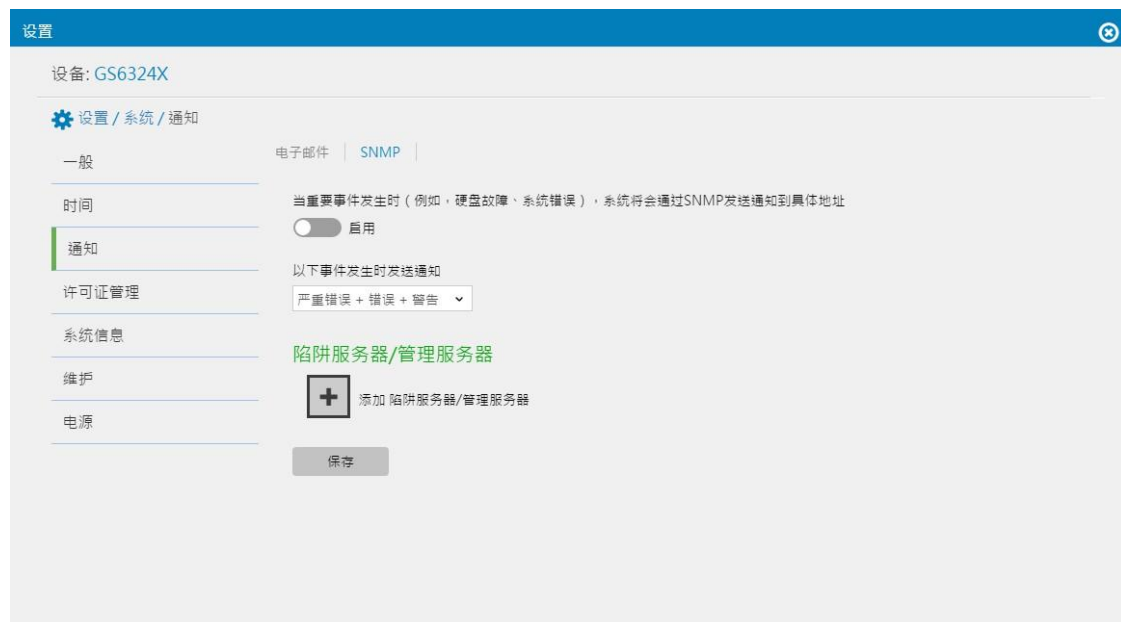 设置
设备: GS6324X
设置 / 系统 / 通知
一般
时间
通知
许可证管理
系统信息
维护
电源
电子邮件 SNMP
当重要事件发生时（例如，硬盘故障、系统错误），系统将会通过SNMP发送通知到具体地址
启用
以下事件发生时发送通知
严重错误 + 错误 + 警告
陷阱服务器/管理服务器
添加 陷阱服务器/管理服务器
保存